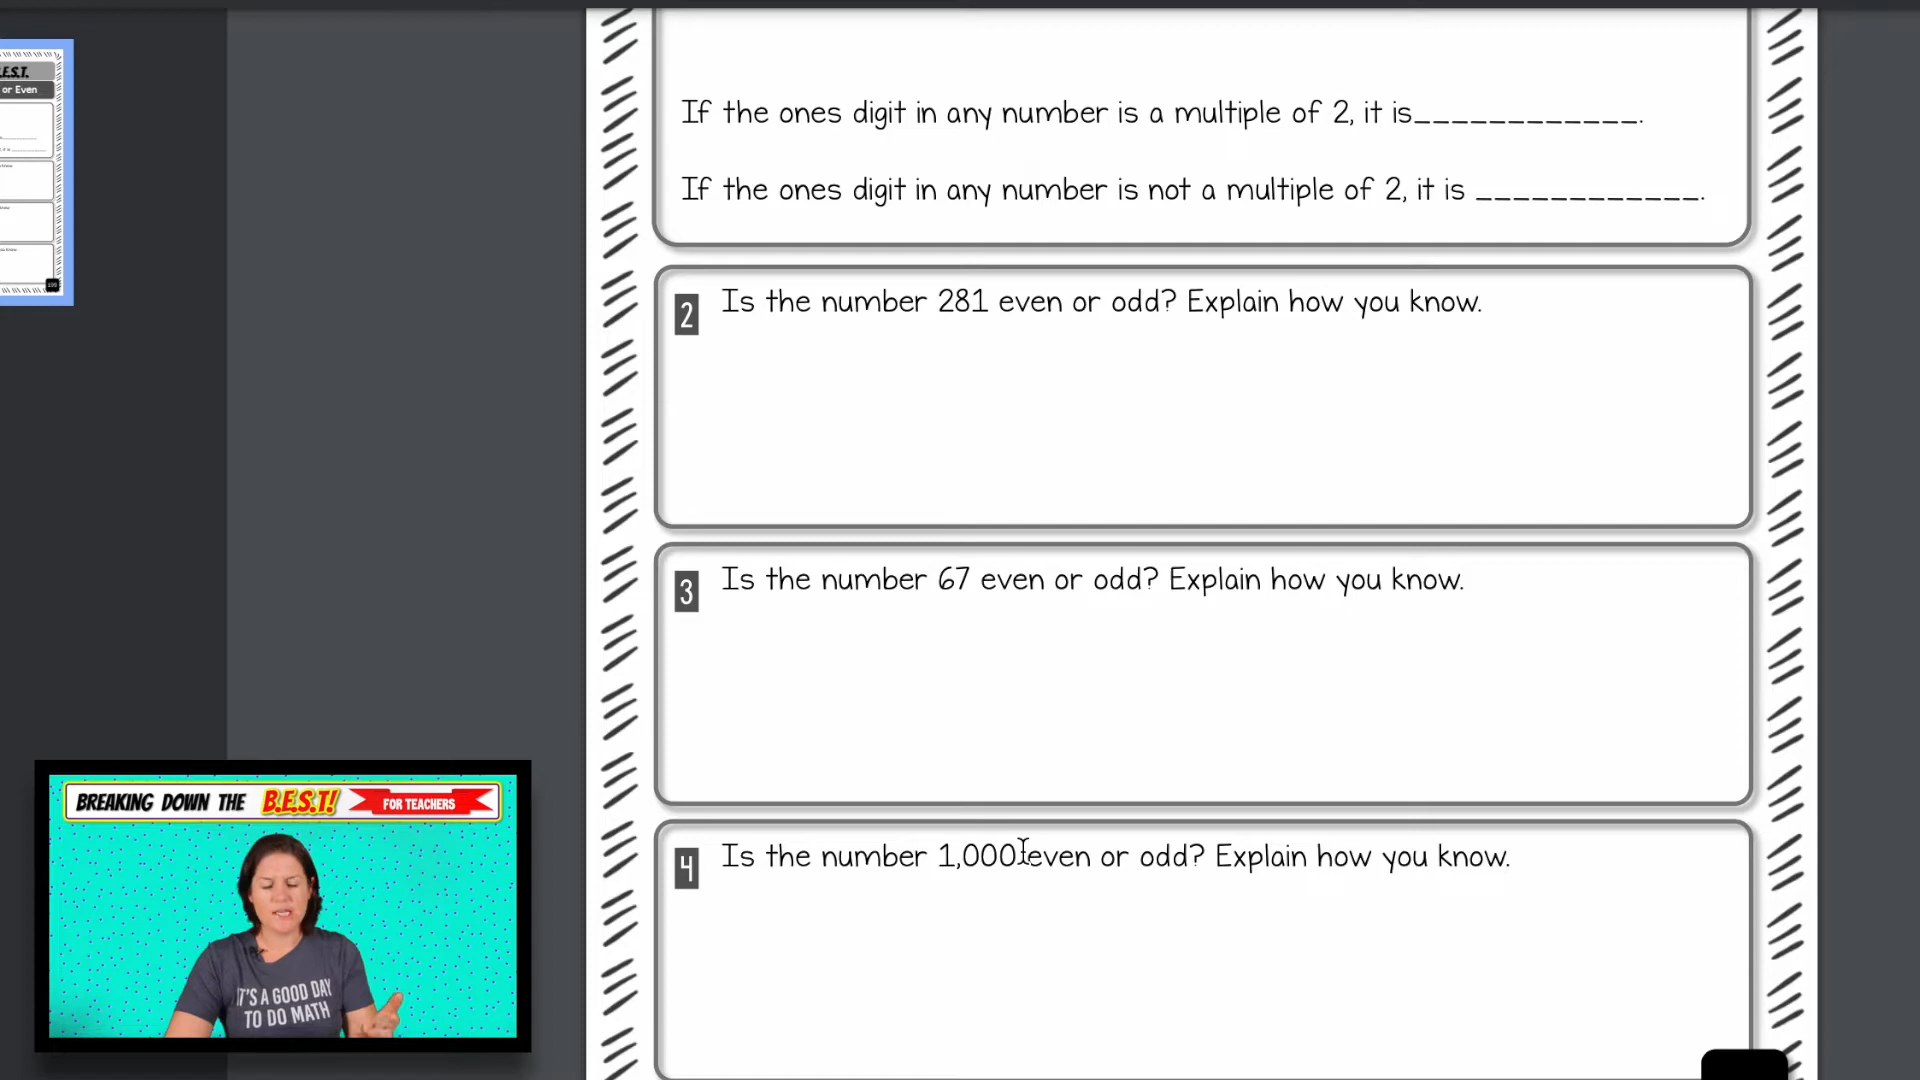 E.S.T.
or Even
If the ones digit in any number is a multiple of 2, it is____________.
If the ones digit in any number is not a multiple of 2, it is ____________.
2 Is the number 281 even or odd? Explain how you know.
3 Is the number 67 even or odd? Explain how you know.
4 Is the number 1,000 even or odd? Explain how you know.
BREAKING DOWN THE B.E.S.T! FOR TEACHERS
IT'S A GOOD DAY
TO DO MATH